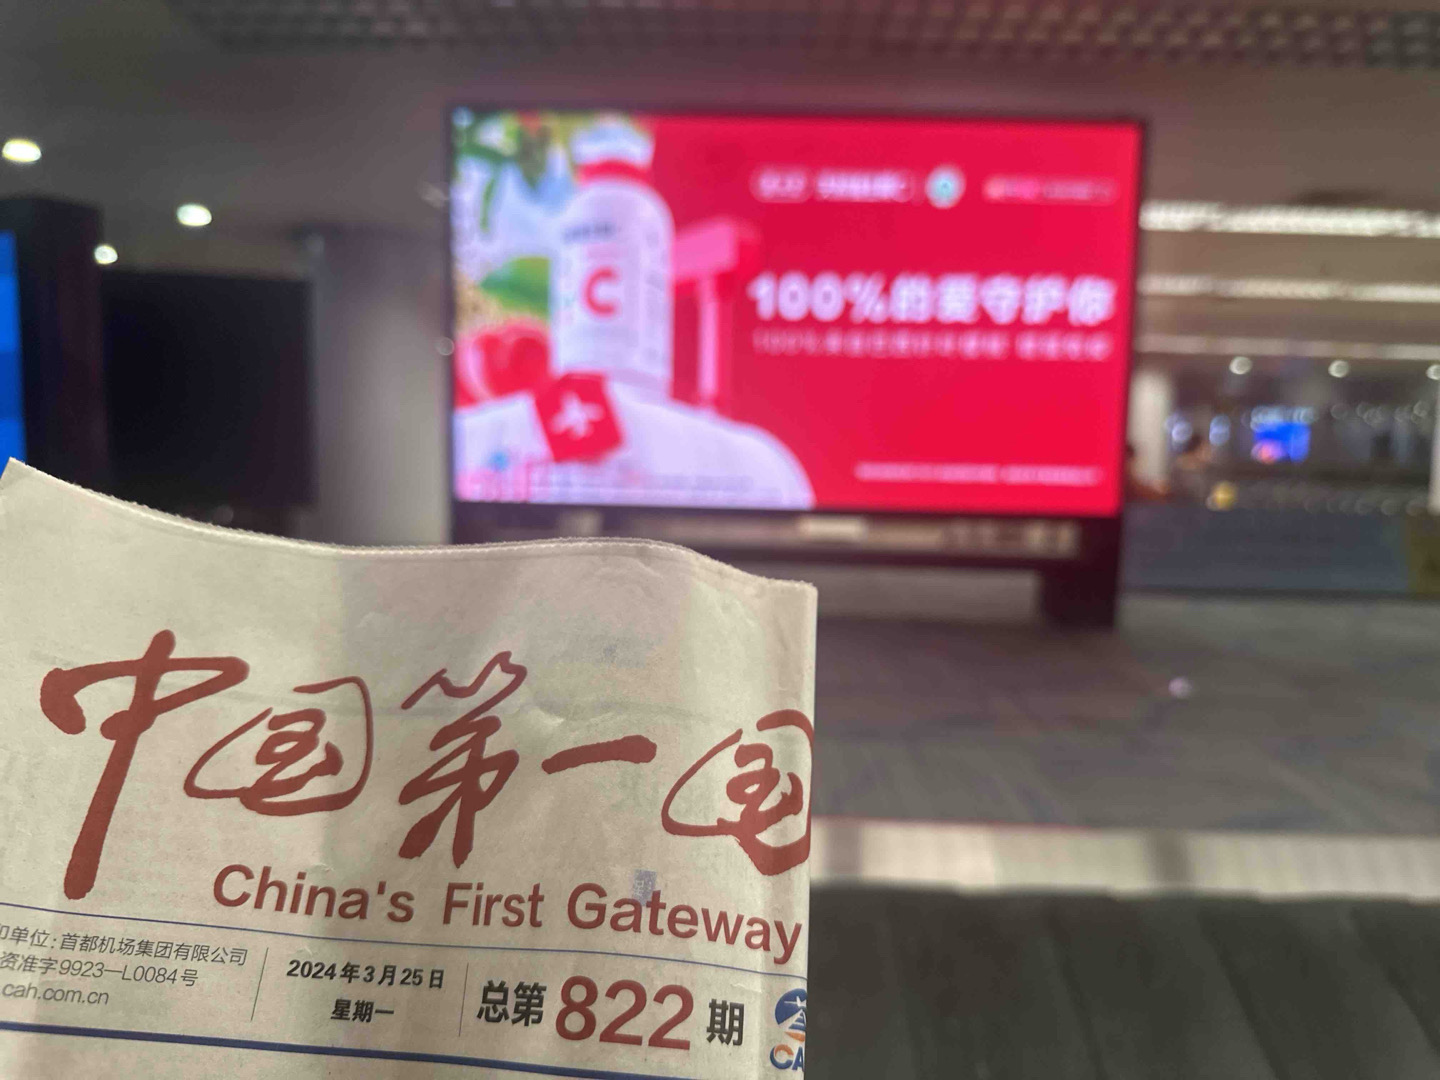 C
100%的爱守护你
中国第一国
China's First Gateway
印单位:首都机场集团有限公司
资准字9923—L0084号
cah.com.cn
2024年3月25日
星期一
总第822期
CA